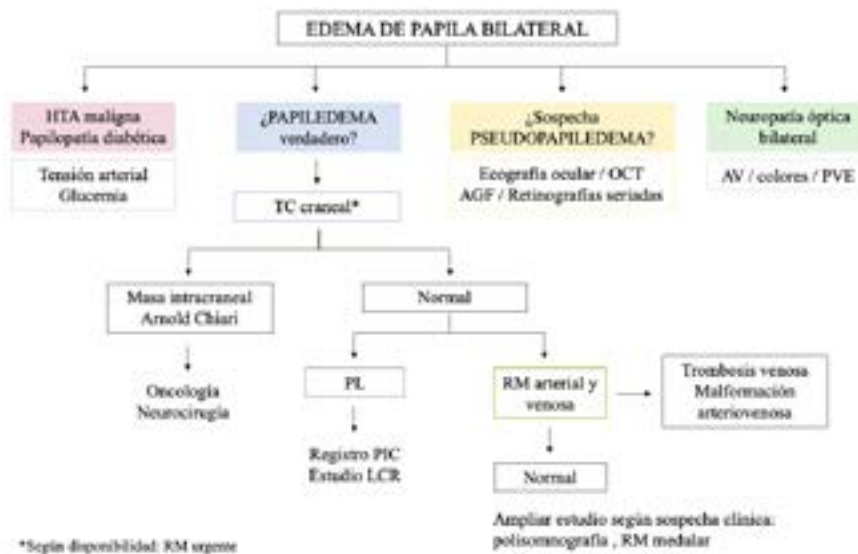 EDEMA DE PAPILA BILATERAL
HTA maligna
Papilopatía diabética
Tensión arterial
Glucemia
¿PAPILEDEMA
verdadero?
TC craneal*
¿Sospecha
PSEUDOPAPILEDEMA?
Ecografía ocular / OCT
AGF / Retinografías seriadas
Neuropatía óptica
bilateral
AV / colores / PVE
Masa intracraneal
Arnold Chiari
Oncología
Neurocirugía
Normal
PL
Registro PIC
Estudio LCR
RM arterial y
venosa
Trombosis venosa
Malformación
arteriovenosa
Normal
Ampliar estudio según sospecha clínica:
polisomnografía , RM medular
*Según disponibilidad: RM urgente